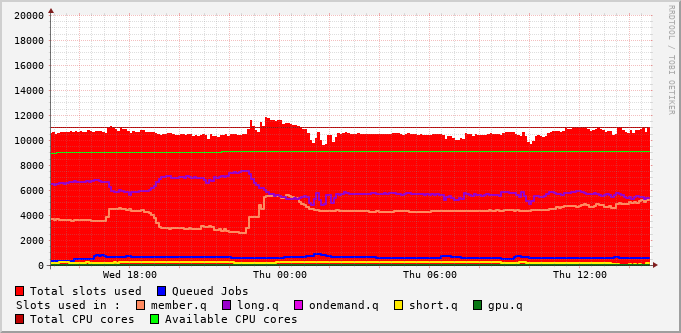 20000
18000
16000
14000
12000
10000
8000
6000
4000
2000
0
Wed 18:00 Thu 00:00 Thu 06:00 Thu 12:00
RRDTOOL / TOBI OETIKER
Total slots used Queued Jobs
Slots used in : member.q long.q ondemand.q short.q gpu.q
Total CPU cores Available CPU cores